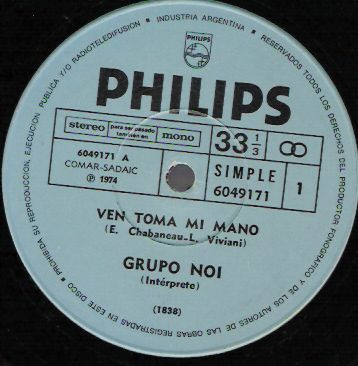 INDUSTRIA ARGENTINA • RESERVADOS TODOS LOS DERECHOS DEL PRODUCTOR FONOGRAFICO Y DE LOS AUTORES DE LAS OBRAS REGISTRADAS EN ESTE DISCO • PROHIBIDA SU REPRODUCCION, EJECUCION PUBLICA Y/O RADIOTELEDIFUSION •
PHILIPS
PHILIPS
stereo para ser pasado también en mono 33 1/3
6049171 A
COMAR-SADAIC
℗ 1974
SIMPLE
6049171
1
VEN TOMA MI MANO
(E. Chabaneau-L. Viviani)
GRUPO NOI
(Intérprete)
(1838)